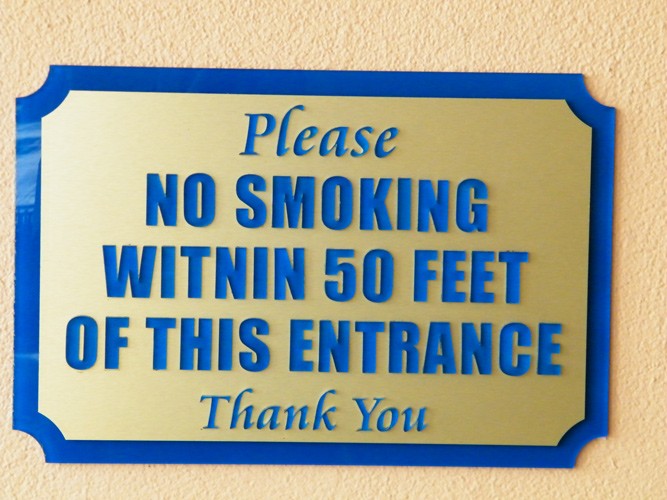 Please
NO SMOKING
WITNIN 50 FEET
OF THIS ENTRANCE
Thank You